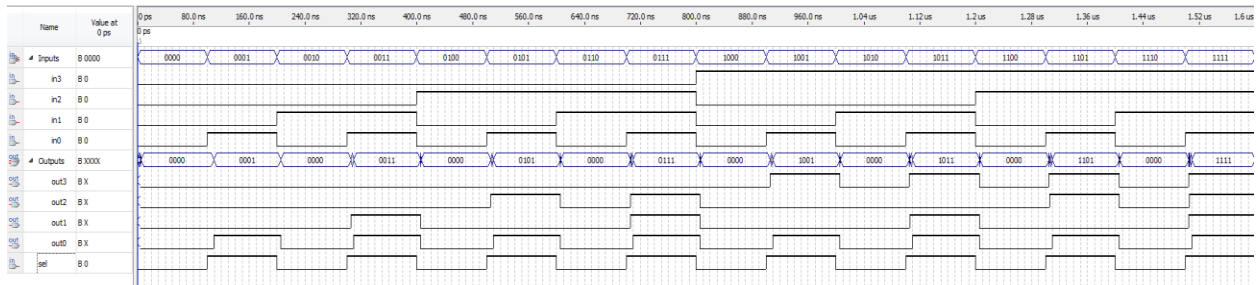 Name Value at 0 ps 0 ps 80.0 ns 160.0 ns 240.0 ns 320.0 ns 400.0 ns 480.0 ns 560.0 ns 640.0 ns 720.0 ns 800.0 ns 880.0 ns 960.0 ns 1.04 us 1.12 us 1.2 us 1.28 us 1.36 us 1.44 us 1.52 us 1.6 us
0 ps
Inputs B 0000 0000 0001 0010 0011 0100 0101 0110 0111 1000 1001 1010 1011 1100 1101 1110 1111
in3 B 0
in2 B 0
in1 B 0
in0 B 0
Outputs B XXXX 0000 0001 0000 0011 0000 0101 0000 0111 0000 1001 0000 1011 0000 1101 0000 1111
out3 B X
out2 B X
out1 B X
out0 B X
sel B 0